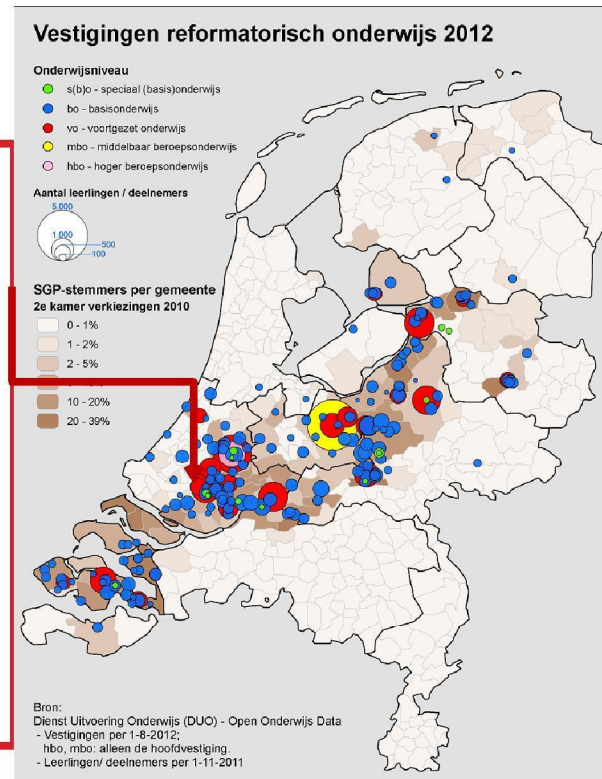 Vestigingen reformatorisch onderwijs 2012
Onderwijsniveau
s(b)o - speciaal (basis)onderwijs
bo - basisonderwijs
vo - voortgezet onderwijs
mbo - middelbaar beroepsonderwijs
hbo - hoger beroepsonderwijs
Aantal leerlingen / deelnemers
5 000
1 000
500
100
SGP-stemmers per gemeente
2e kamer verkiezingen 2010
0 - 1%
1 - 2%
2 - 5%
10 - 20%
20 - 39%
Bron:
Dienst Uitvoering Onderwijs (DUO) - Open Onderwijs Data
- Vestigingen per 1-8-2012;
hbo, mbo: alleen de hoofdvestiging.
- Leerlingen/ deelnemers per 1-11-2011